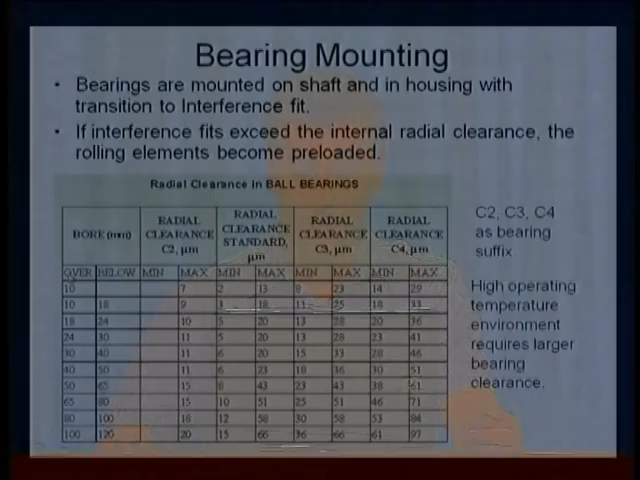 Bearing Mounting
• Bearings are mounted on shaft and in housing with
transition to Interference fit.
• If interference fits exceed the internal radial clearance, the
rolling elements become preloaded.
Radial Clearance in BALL BEARINGS
BORE (mm) RADIAL CLEARANCE C2, μm RADIAL CLEARANCE STANDARD, μm RADIAL CLEARANCE C3, μm RADIAL CLEARANCE C4, μm
OVER BELOW MIN MAX MIN MAX MIN MAX MIN MAX
10 7 2 13 8 23 14 29
10 18 9 3 18 11 25 18 33
18 24 10 5 20 13 28 20 36
24 30 11 5 20 13 28 23 41
30 40 11 6 20 15 33 28 46
40 50 11 6 23 18 36 30 51
50 65 15 8 43 23 43 38 61
65 80 15 10 51 25 51 46 71
80 100 18 12 58 30 58 53 84
100 120 20 15 66 36 66 61 97
C2, C3, C4
as bearing
suffix
High operating
temperature
environment
requires larger
bearing
clearance.